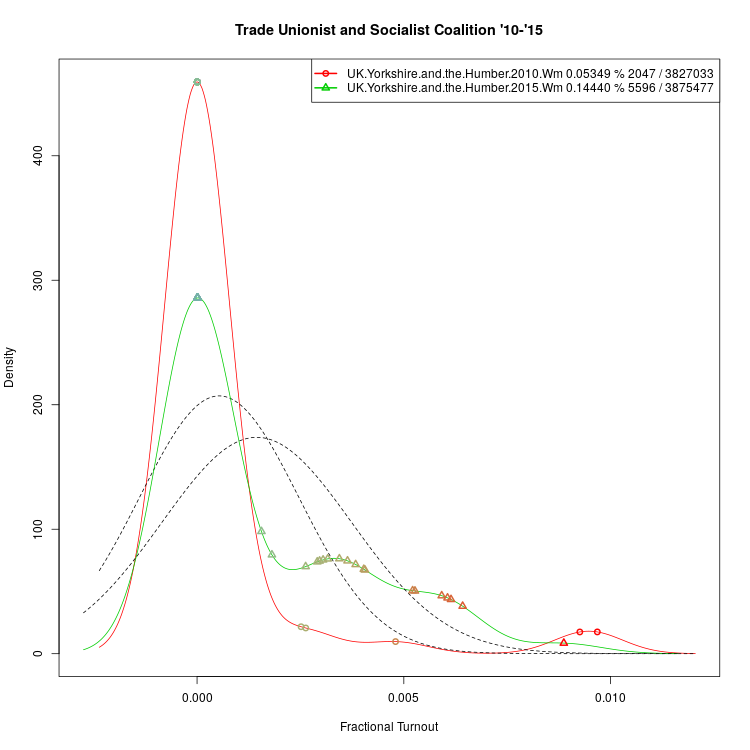 Trade Unionist and Socialist Coalition '10-'15
UK.Yorkshire.and.the.Humber.2010.Wm 0.05349 % 2047 / 3827033
UK.Yorkshire.and.the.Humber.2015.Wm 0.14440 % 5596 / 3875477
Density
400
300
200
100
0
0.000
0.005
0.010
Fractional Turnout